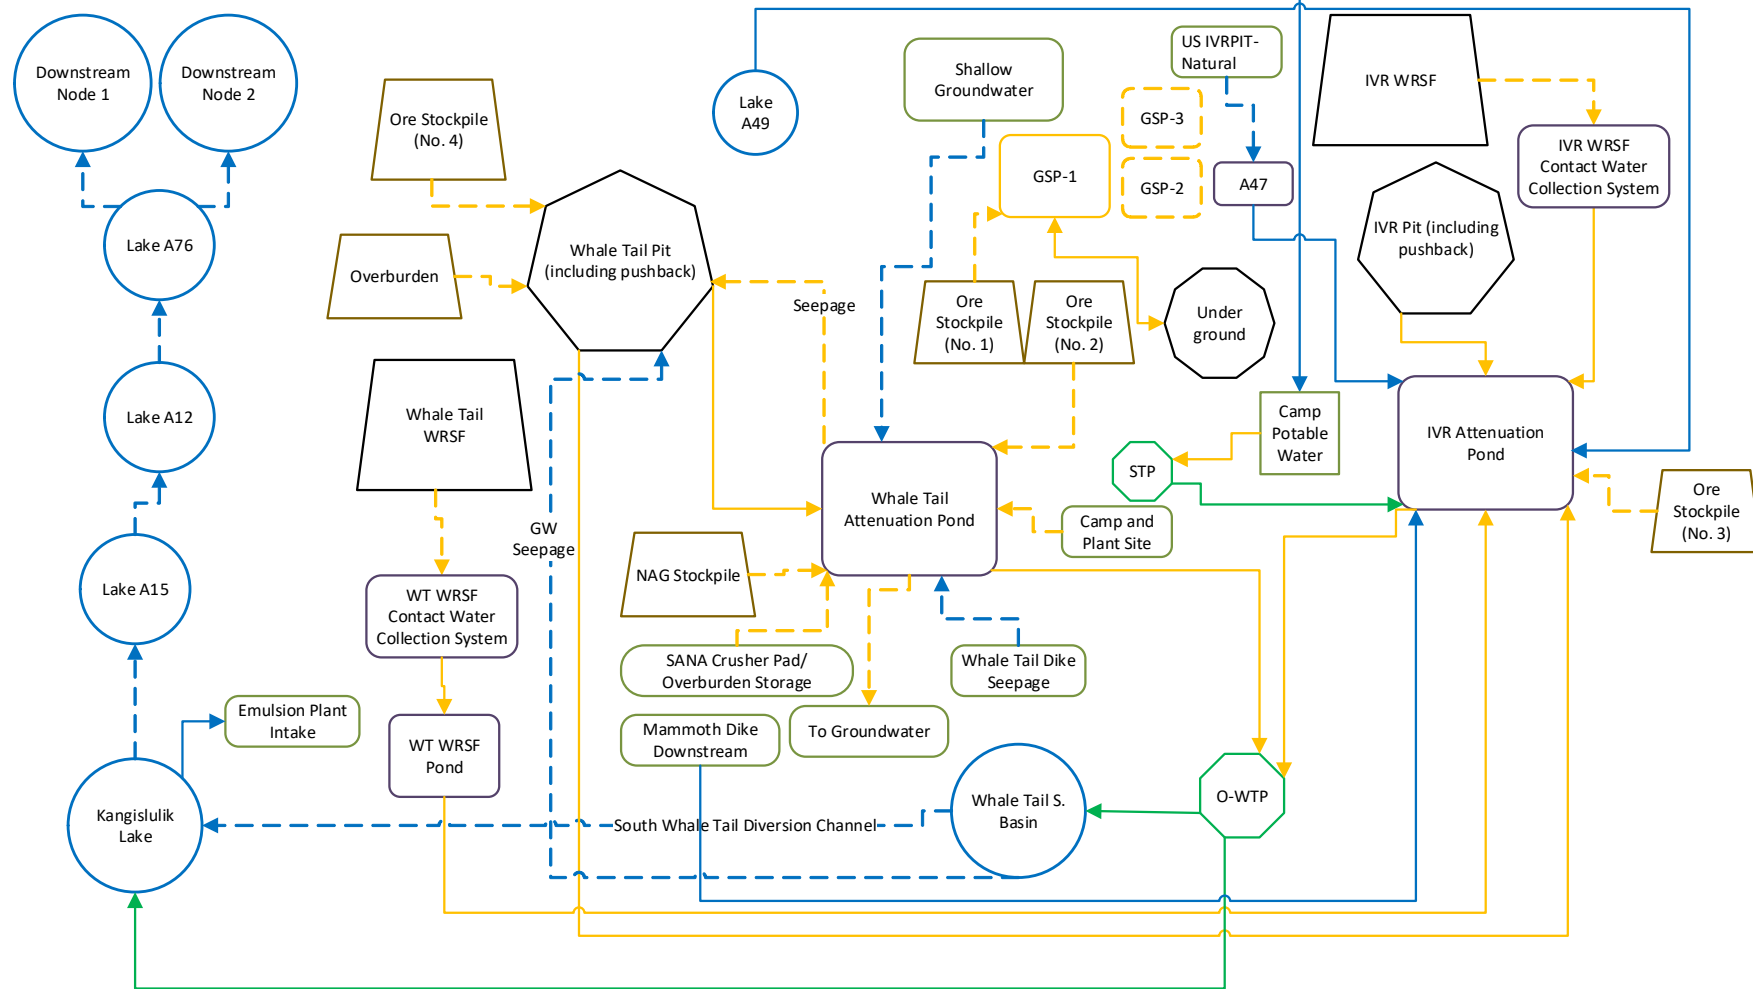 Downstream
Node 1
Downstream
Node 2
Lake A76
Lake A12
Lake A15
Kangislulik
Lake
Emulsion Plant
Intake
Ore Stockpile
(No. 4)
Overburden
Whale Tail
WRSF
WT WRSF
Contact Water
Collection System
WT WRSF
Pond
Whale Tail Pit
(including pushback)
Seepage
GW
Seepage
NAG Stockpile
SANA Crusher Pad/
Overburden Storage
Mammoth Dike
Downstream
To Groundwater
South Whale Tail Diversion Channel
Lake
A49
Shallow
Groundwater
GSP-1
GSP-3
GSP-2
Ore
Stockpile
(No. 1)
Ore
Stockpile
(No. 2)
Under
ground
Whale Tail
Attenuation Pond
Camp and
Plant Site
Whale Tail Dike
Seepage
Whale Tail S.
Basin
O-WTP
STP
Camp
Potable
Water
US IVRPIT-
Natural
A47
IVR WRSF
IVR WRSF
Contact Water
Collection System
IVR Pit (including
pushback)
IVR Attenuation
Pond
Ore
Stockpile
(No. 3)